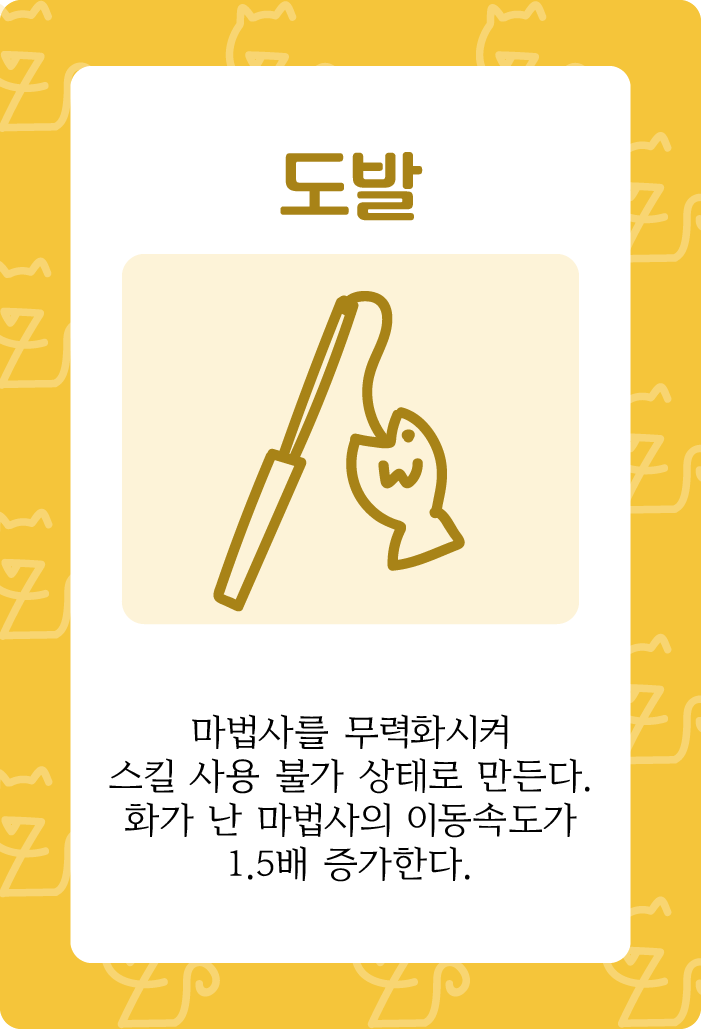 도발
마법사를 무력화시켜
스킬 사용 불가 상태로 만든다.
화가 난 마법사의 이동속도가
1.5배 증가한다.